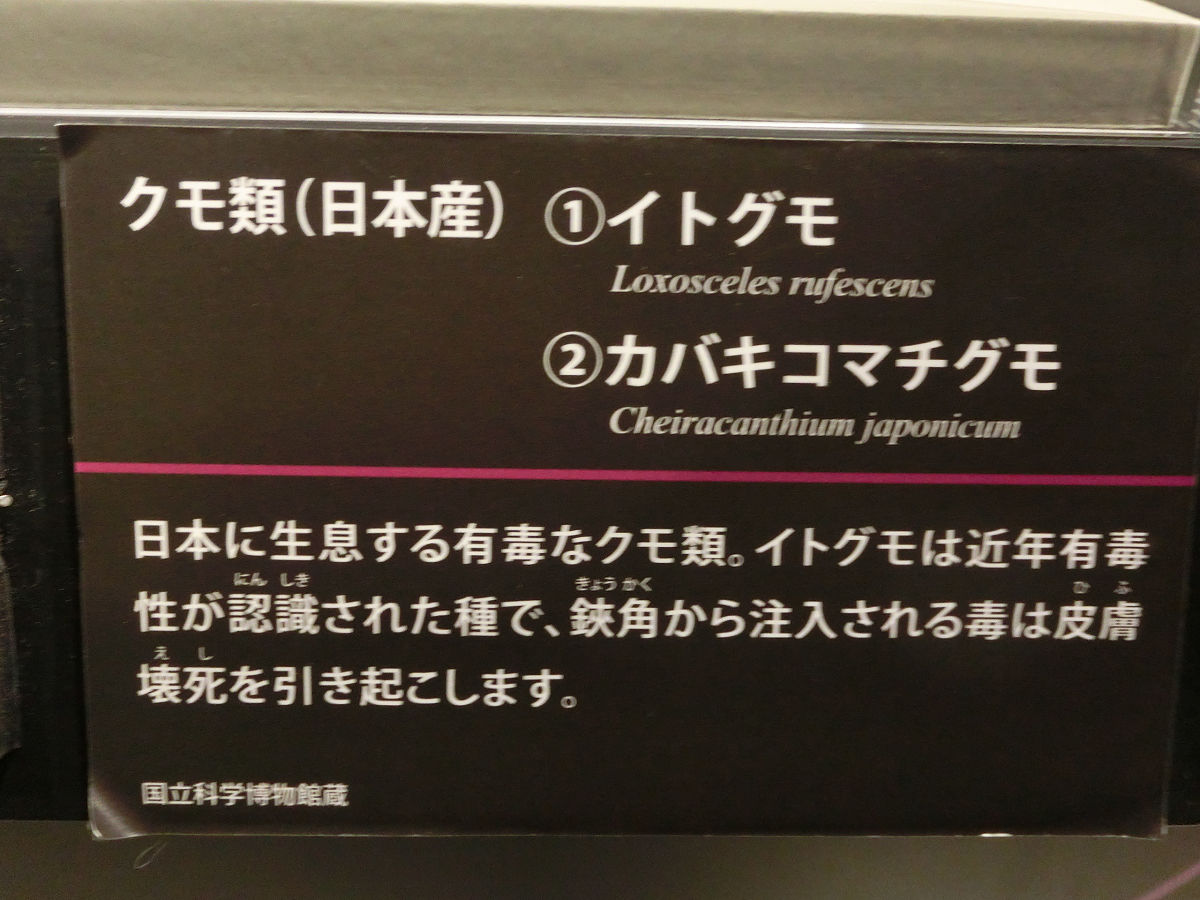 クモ類（日本産） ①イトグモ
Loxosceles rufescens
②カバキコマチグモ
Cheiracanthium japonicum
日本に生息する有毒なクモ類。イトグモは近年有毒
にん しき きょう かく ひ ふ
性が認識された種で、鋏角から注入される毒は皮膚
え し
壊死を引き起こします。
国立科学博物館蔵